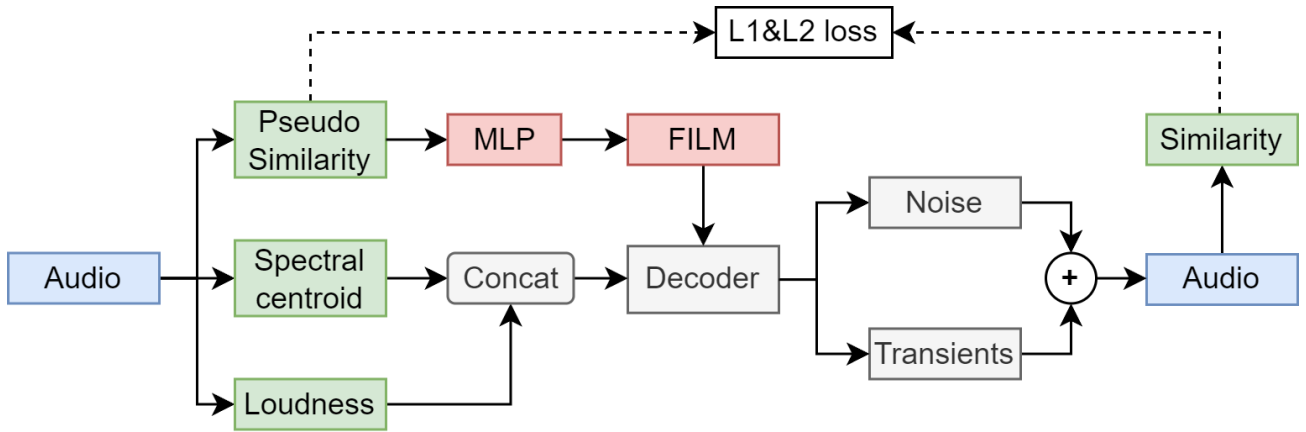 L1&L2 loss
Pseudo
Similarity
MLP
FILM
Similarity
Noise
Audio
Spectral
centroid
Concat
Decoder
+
Audio
Transients
Loudness